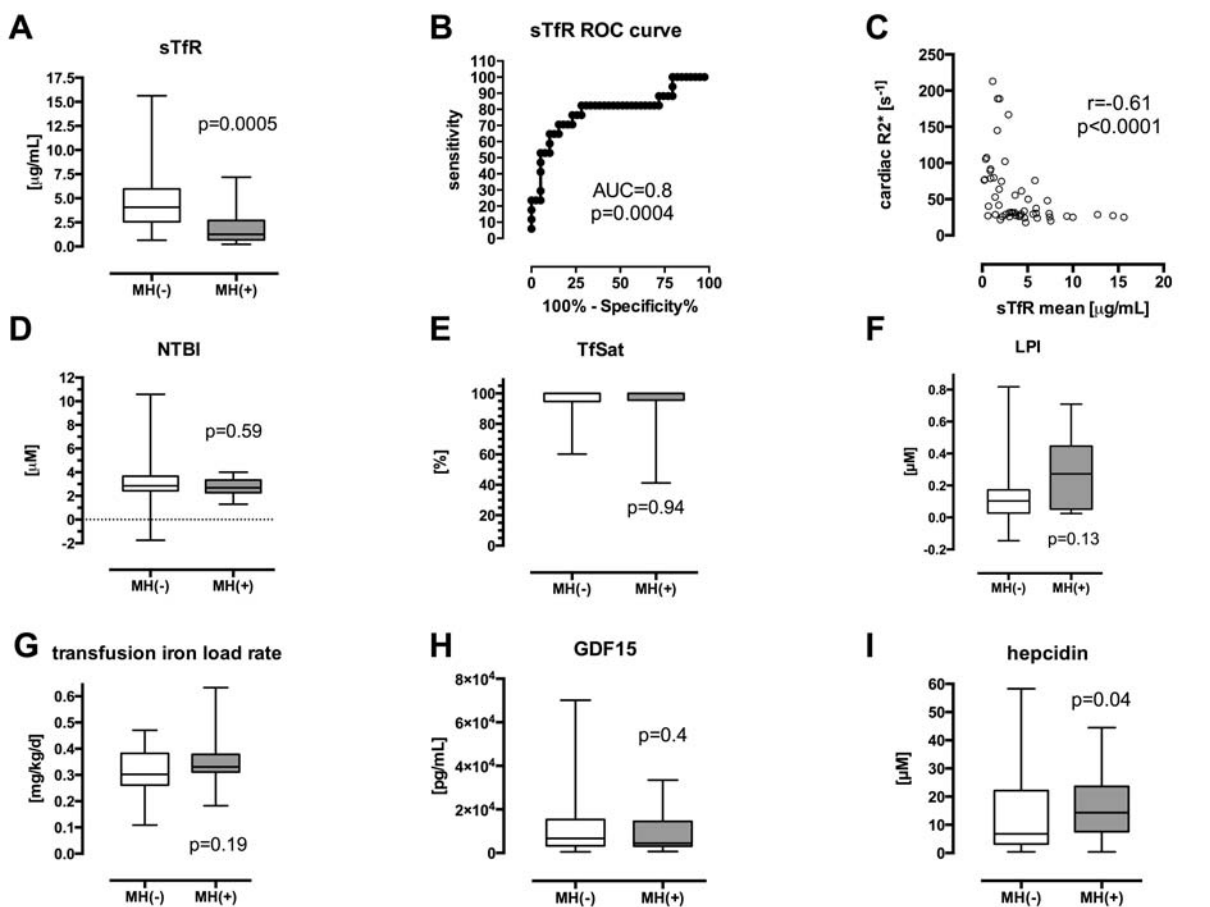 A
sTfR
[μg/mL]
17.5
15.0
12.5
7.5
5.0
2.5
0.0
p=0.0005
MH(-) MH(+)
B
sTfR ROC curve
sensitivity
110
100
90
80
70
60
50
40
30
20
10
0
AUC=0.8
p=0.0004
0 25 50 75 100
100% - Specificity%
C
cardiac R2* [s-1]
250
200
150
100
50
0
r=-0.61
p<0.0001
0 5 10 15 20
sTfR mean [μg/mL]
D
NTBI
[μM]
12
10
8
6
4
2
0
-2
p=0.59
MH(-) MH(+)
E
TfSat
[%]
100
80
60
40
20
0
p=0.94
MH(-) MH(+)
F
LPI
[μM]
0.8
0.6
0.4
0.2
0.0
-0.2
p=0.13
MH(-) MH(+)
G
transfusion iron load rate
[mg/kg/d]
0.6
0.5
0.4
0.3
0.2
0.1
0.0
p=0.19
MH(-) MH(+)
H
GDF15
[pg/mL]
8×10⁴
6×10⁴
4×10⁴
2×10⁴
0
p=0.4
MH(-) MH(+)
I
hepcidin
[μM]
60
50
40
30
20
10
0
p=0.04
MH(-) MH(+)